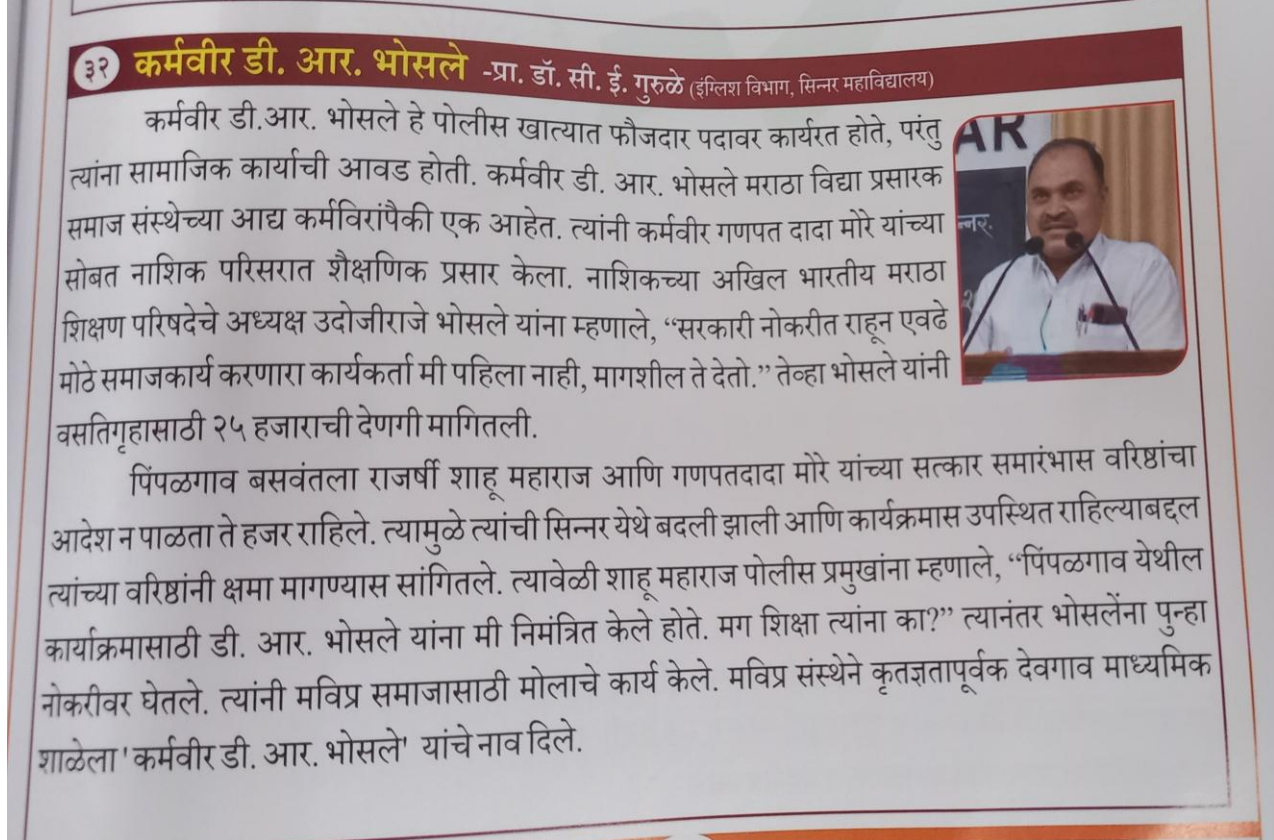 ३२ कर्मवीर डी. आर. भोसले -प्रा. डॉ. सी. ई. गुरुळे (इंग्लिश विभाग, सिन्नर महाविद्यालय)
कर्मवीर डी.आर. भोसले हे पोलीस खात्यात फौजदार पदावर कार्यरत होते, परंतु
त्यांना सामाजिक कार्याची आवड होती. कर्मवीर डी. आर. भोसले मराठा विद्या प्रसारक
समाज संस्थेच्या आद्य कर्मविरांपैकी एक आहेत. त्यांनी कर्मवीर गणपत दादा मोरे यांच्या
सोबत नाशिक परिसरात शैक्षणिक प्रसार केला. नाशिकच्या अखिल भारतीय मराठा
शिक्षण परिषदेचे अध्यक्ष उदोजीराजे भोसले यांना म्हणाले, “सरकारी नोकरीत राहून एवढे
मोठे समाजकार्य करणारा कार्यकर्ता मी पहिला नाही, मागशील ते देतो.” तेव्हा भोसले यांनी
वसतिगृहासाठी २५ हजाराची देणगी मागितली.
AR
न्नर.
पिंपळगाव बसवंतला राजर्षी शाहू महाराज आणि गणपतदादा मोरे यांच्या सत्कार समारंभास वरिष्ठांचा
आदेश न पाळता ते हजर राहिले. त्यामुळे त्यांची सिन्नर येथे बदली झाली आणि कार्यक्रमास उपस्थित राहिल्याबद्दल
त्यांच्या वरिष्ठांनी क्षमा मागण्यास सांगितले. त्यावेळी शाहू महाराज पोलीस प्रमुखांना म्हणाले, “पिंपळगाव येथील
कार्याक्रमासाठी डी. आर. भोसले यांना मी निमंत्रित केले होते. मग शिक्षा त्यांना का?” त्यानंतर भोसलेंना पुन्हा
नोकरीवर घेतले. त्यांनी मविप्र समाजासाठी मोलाचे कार्य केले. मविप्र संस्थेने कृतज्ञतापूर्वक देवगाव माध्यमिक
शाळेला 'कर्मवीर डी. आर. भोसले' यांचे नाव दिले.